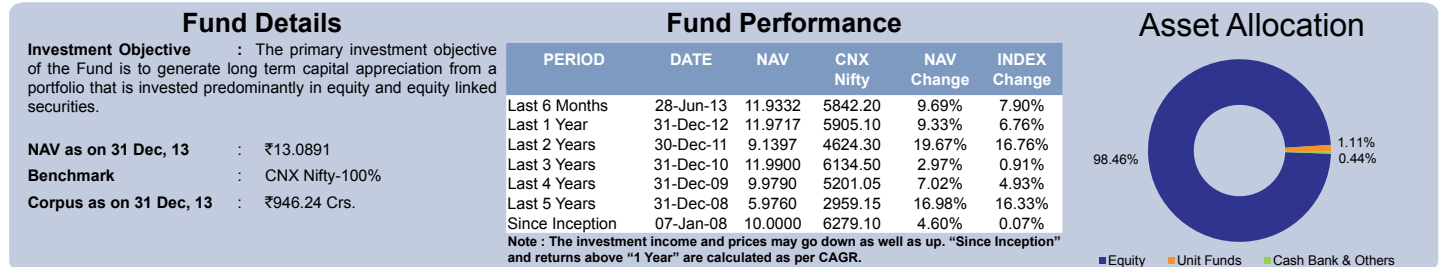 Fund Details
Investment Objective : The primary investment objective
of the Fund is to generate long term capital appreciation from a
portfolio that is invested predominantly in equity and equity linked
securities.
NAV as on 31 Dec, 13 : ₹13.0891
Benchmark : CNX Nifty-100%
Corpus as on 31 Dec, 13 : ₹946.24 Crs.
Fund Performance
PERIOD DATE NAV CNX Nifty NAV Change INDEX Change
Last 6 Months 28-Jun-13 11.9332 5842.20 9.69% 7.90%
Last 1 Year 31-Dec-12 11.9717 5905.10 9.33% 6.76%
Last 2 Years 30-Dec-11 9.1397 4624.30 19.67% 16.76%
Last 3 Years 31-Dec-10 11.9900 6134.50 2.97% 0.91%
Last 4 Years 31-Dec-09 9.9790 5201.05 7.02% 4.93%
Last 5 Years 31-Dec-08 5.9760 2959.15 16.98% 16.33%
Since Inception 07-Jan-08 10.0000 6279.10 4.60% 0.07%
Note : The investment income and prices may go down as well as up. “Since Inception”
and returns above “1 Year” are calculated as per CAGR.
Asset Allocation
98.46%
1.11%
0.44%
Equity Unit Funds Cash Bank & Others